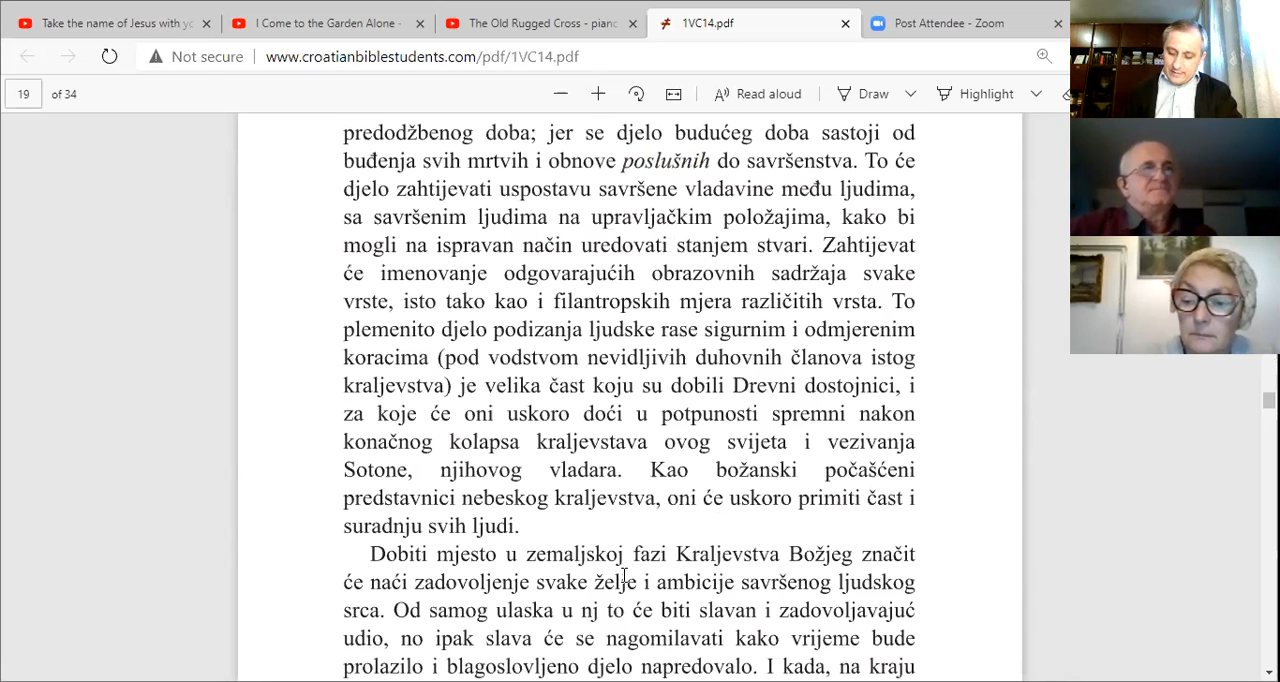 Take the name of Jesus with yo
I Come to the Garden Alone -
The Old Rugged Cross - pianc
1VC14.pdf
Post Attendee - Zoom
Not secure
www.croatianbiblestudents.com/pdf/1VC14.pdf
19 of 34
Read aloud
Draw
Highlight
predodžbenog doba; jer se djelo budućeg doba sastoji od
buđenja svih mrtvih i obnove poslušnih do savršenstva. To će
djelo zahtijevati uspostavu savršene vladavine među ljudima,
sa savršenim ljudima na upravljačkim položajima, kako bi
mogli na ispravan način uredovati stanjem stvari. Zahtijevat
će imenovanje odgovarajućih obrazovnih sadržaja svake
vrste, isto tako kao i filantropskih mjera različitih vrsta. To
plemenito djelo podizanja ljudske rase sigurnim i odmjerenim
koracima (pod vodstvom nevidljivih duhovnih članova istog
kraljevstva) je velika čast koju su dobili Drevni dostojnici, i
za koje će oni uskoro doći u potpunosti spremni nakon
konačnog kolapsa kraljevstava ovog svijeta i vezivanja
Sotone, njihovog vladara. Kao božanski počašćeni
predstavnici nebeskog kraljevstva, oni će uskoro primiti čast i
suradnju svih ljudi.
Dobiti mjesto u zemaljskoj fazi Kraljevstva Božjeg značit
će naći zadovoljenje svake želje i ambicije savršenog ljudskog
srca. Od samog ulaska u nj to će biti slavan i zadovoljavajuć
udio, no ipak slava će se nagomilavati kako vrijeme bude
prolazilo i blagoslovljeno djelo napredovalo. I kada, na kraju